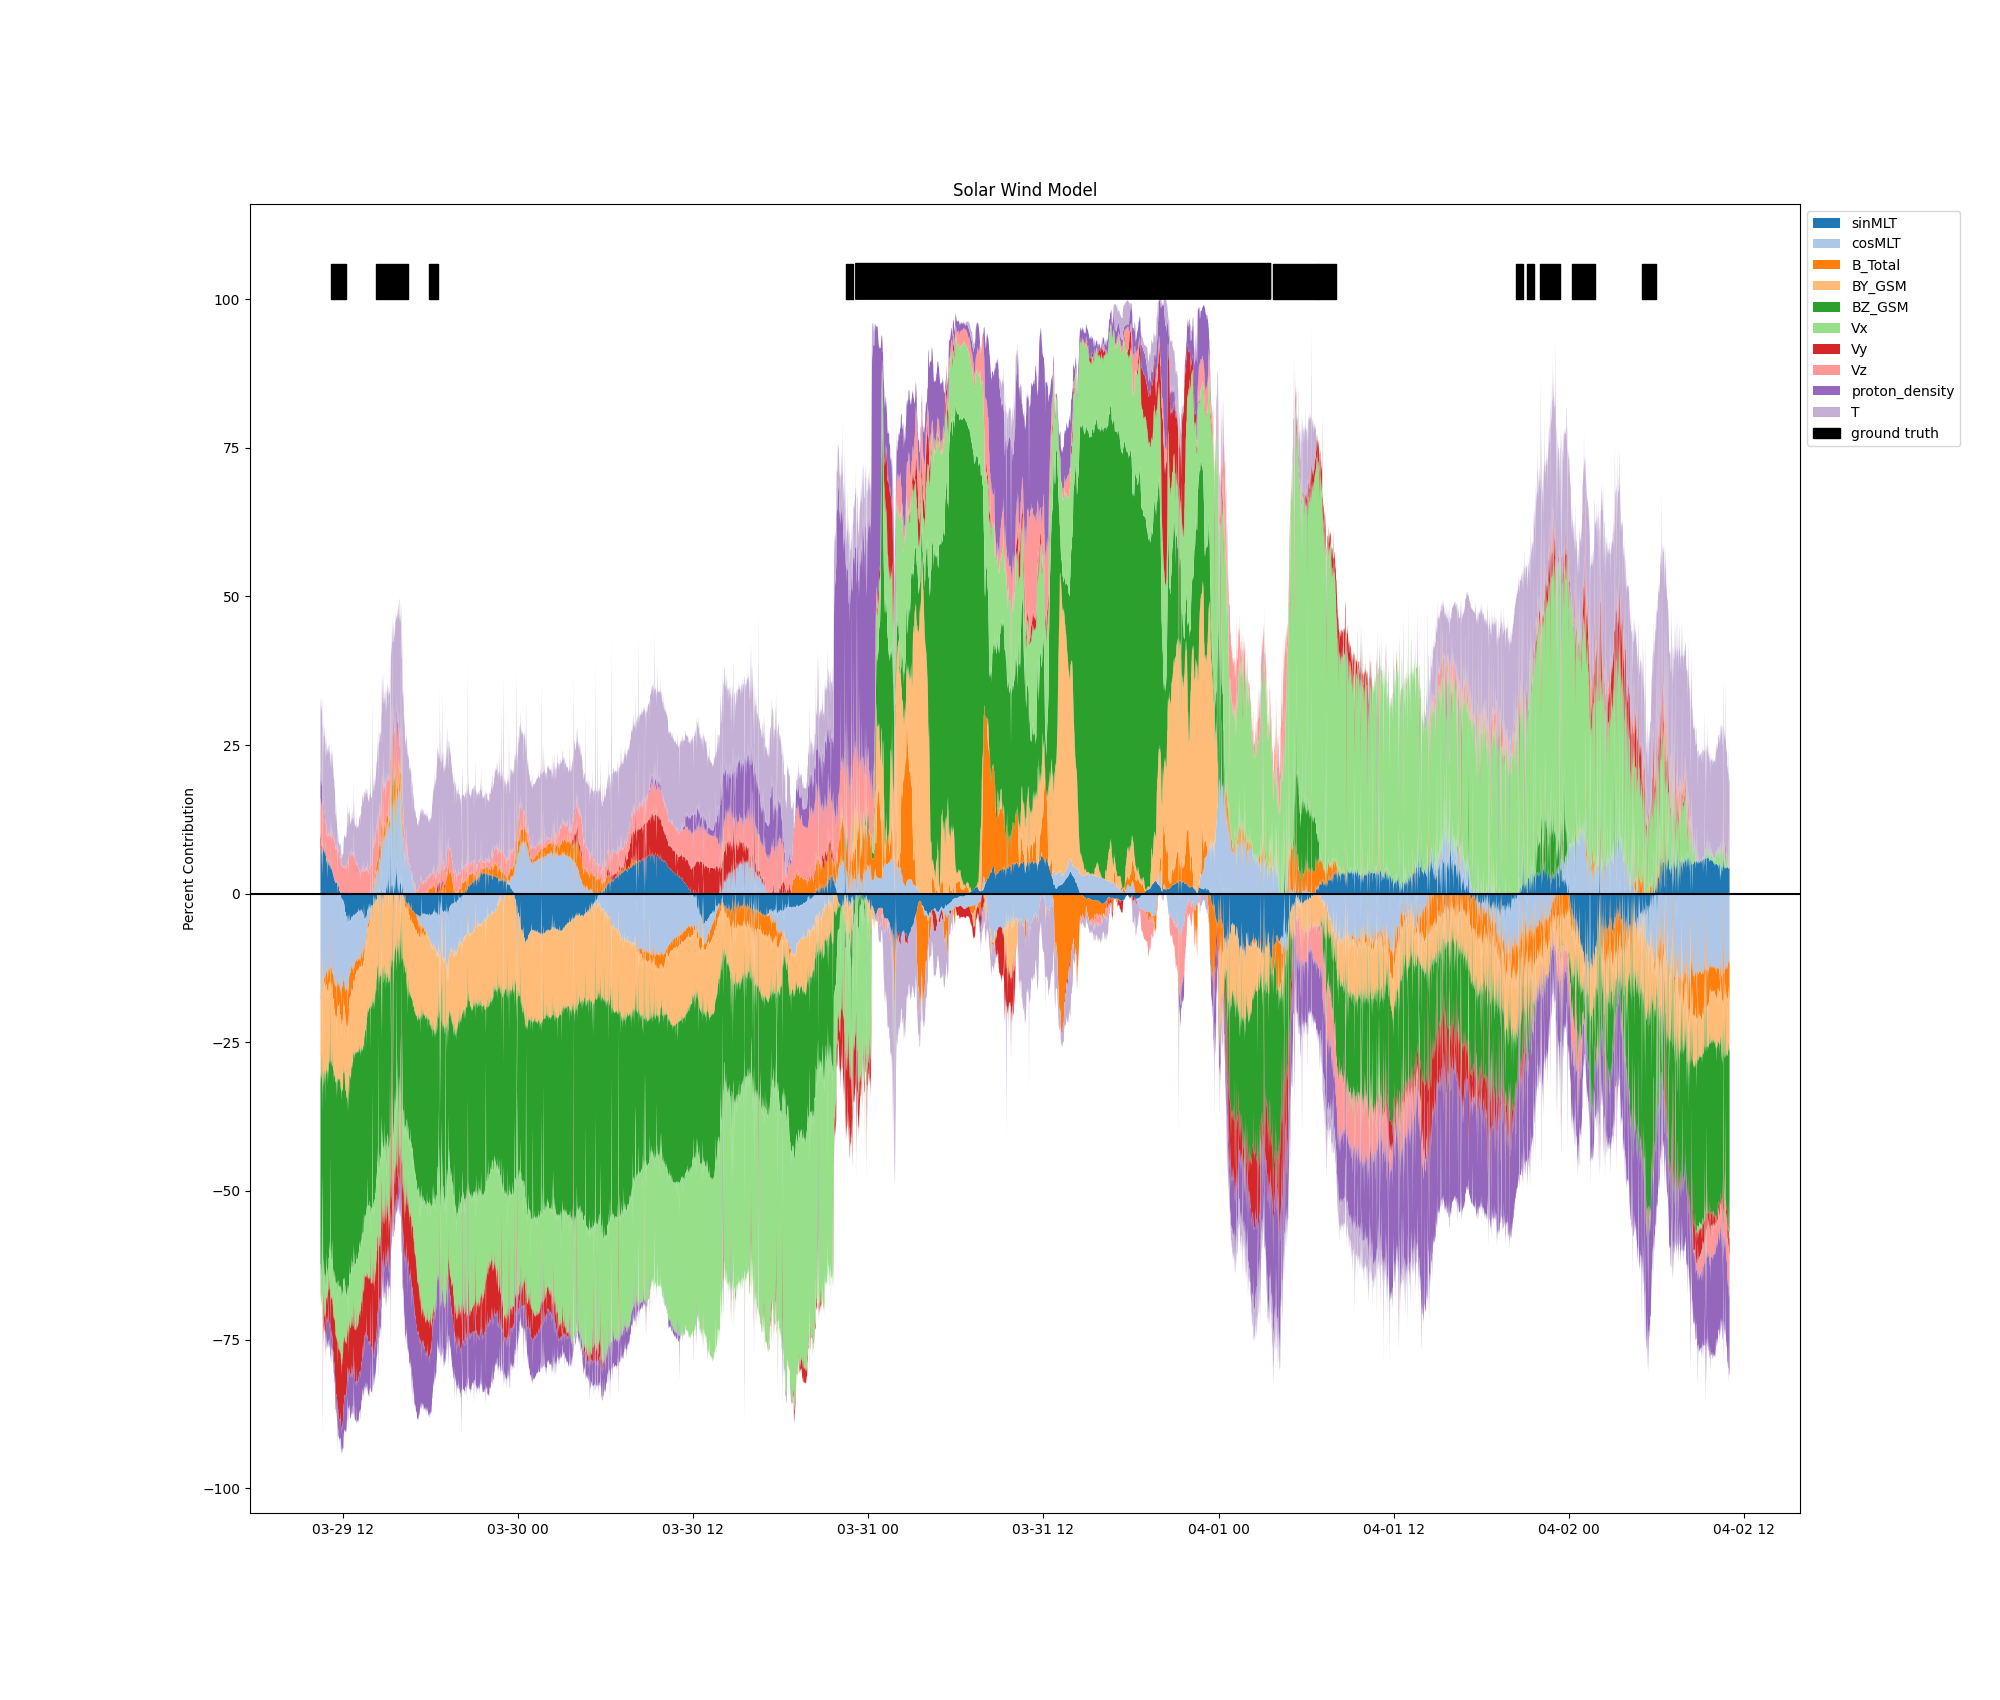 Solar Wind Model
sinMLT
cosMLT
B_Total
BY_GSM
BZ_GSM
Vx
Vy
Vz
proton_density
T
ground truth
Percent Contribution
100
75
50
25
0
−25
−50
−75
−100
03-29 12
03-30 00
03-30 12
03-31 00
03-31 12
04-01 00
04-01 12
04-02 00
04-02 12